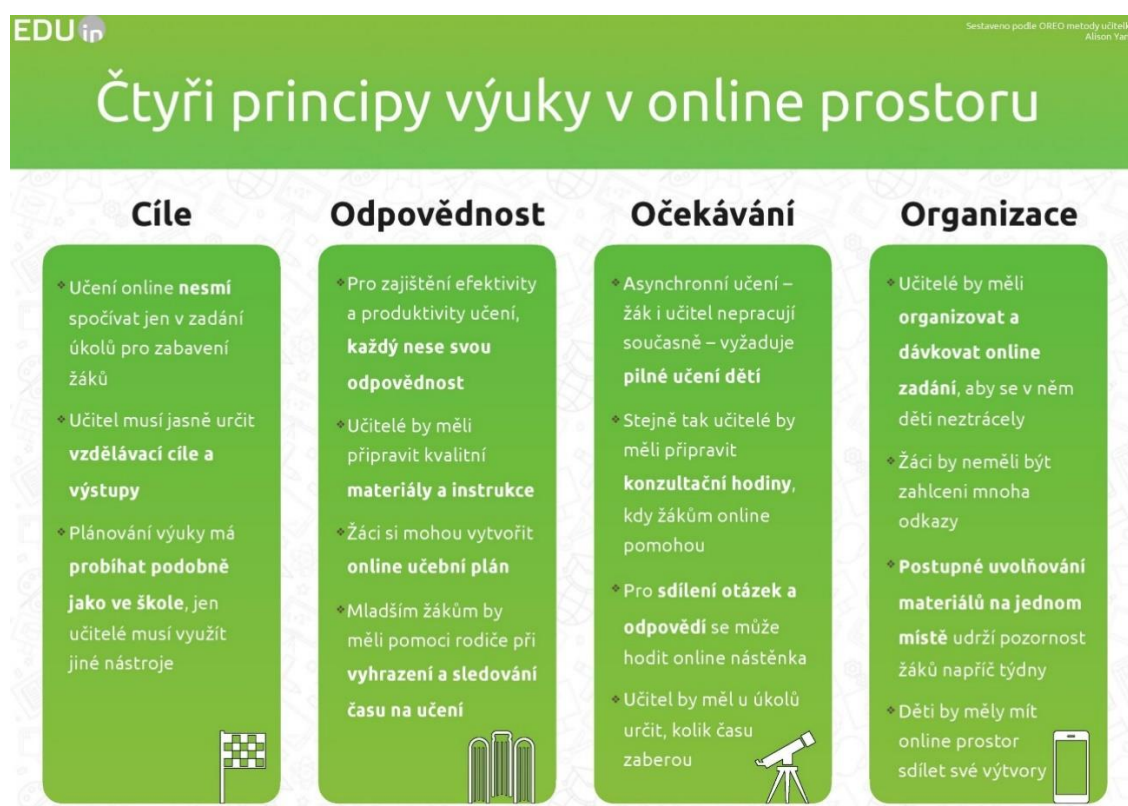 EDUin
Sestaveno podle OREO metody učitelk
Alison Yan
Čtyři principy výuky v online prostoru
Cíle
Učení online nesmí
spočívat jen v zadání
úkolů pro zabavení
žáků
Učitel musí jasně určit
vzdělávací cíle a
výstupy
Plánování výuky má
probíhat podobně
jako ve škole, jen
učitelé musí využít
jiné nástroje
Odpovědnost
Pro zajištění efektivity
a produktivity učení,
každý nese svou
odpovědnost
Učitelé by měli
připravit kvalitní
materiály a instrukce
Žáci si mohou vytvořit
online učební plán
Mladším žákům by
měli pomoci rodiče při
vyhrazení a sledování
času na učení
Očekávání
Asynchronní učení –
žák i učitel nepracují
současně – vyžaduje
pilné učení dětí
Stejně tak učitelé by
měli připravit
konzultační hodiny,
kdy žákům online
pomohou
Pro sdílení otázek a
odpovědí se může
hodit online nástěnka
Učitel by měl u úkolů
určit, kolik času
zaberou
Organizace
Učitelé by měli
organizovat a
dávkovat online
zadání, aby se v něm
děti neztrácely
Žáci by neměli být
zahlceni mnoha
odkazy
Postupné uvolňování
materiálů na jednom
místě udrží pozornost
žáků napříč týdny
Děti by měly mít
online prostor
sdílet své výtvory